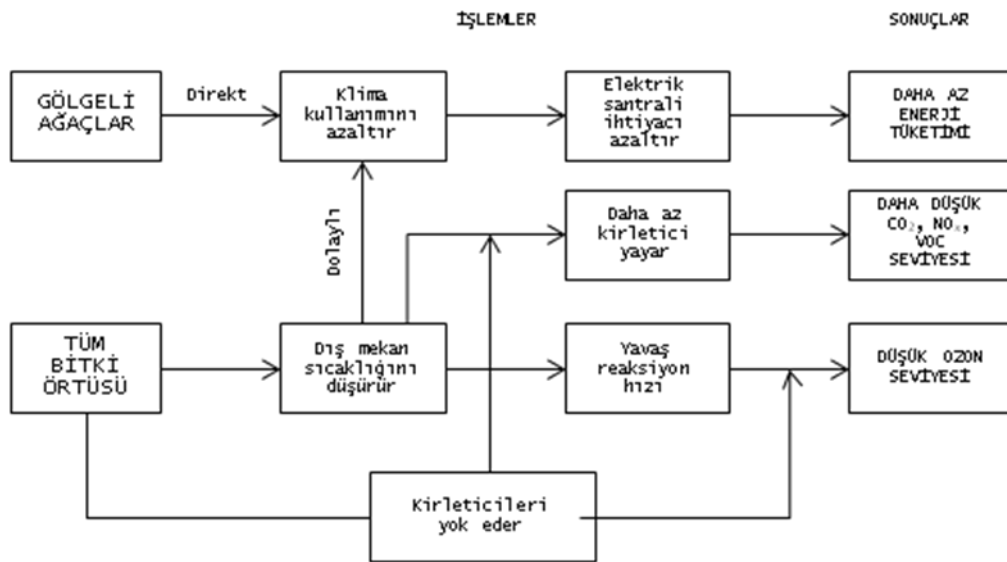 İŞLEMLER
SONUÇLAR
GÖLGELİ
AĞAÇLAR
Direkt
Klima
kullanımını
azaltır
Elektrik
santrali
ihtiyacı
azaltır
DAHA AZ
ENERJİ
TÜKETİMİ
Dolaylı
Daha az
kirletici
yayar
DAHA DÜŞÜK
CO₂, NOₓ,
VOC
SEVİYESİ
TÜM
BİTKİ
ÖRTÜSÜ
Dış mekan
sıcaklığını
düşürür
Yavaş
reaksiyon
hızı
DÜŞÜK OZON
SEVİYESİ
Kirleticileri
yok eder